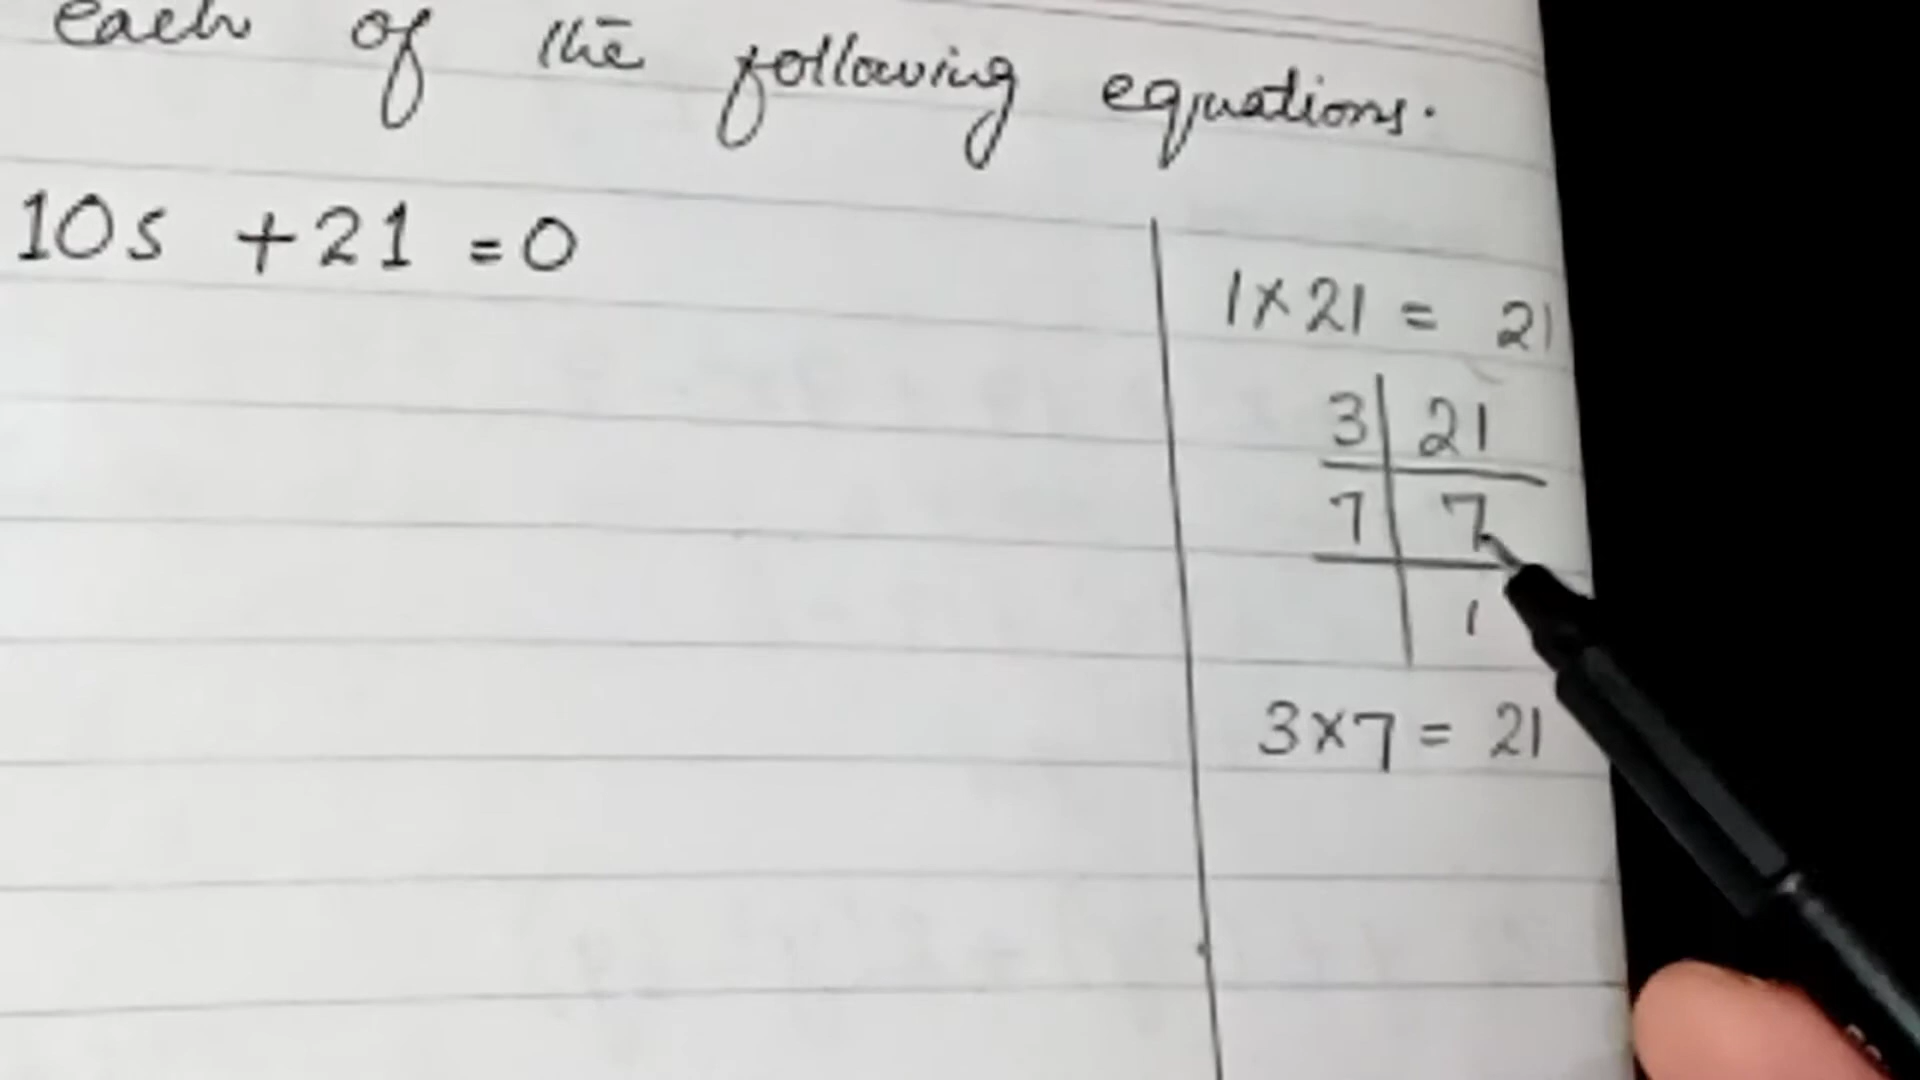 each of the following equations.
10s + 21 = 0
1 x 21 = 21
3 | 21
7 | 7
| 1
3 x 7 = 21